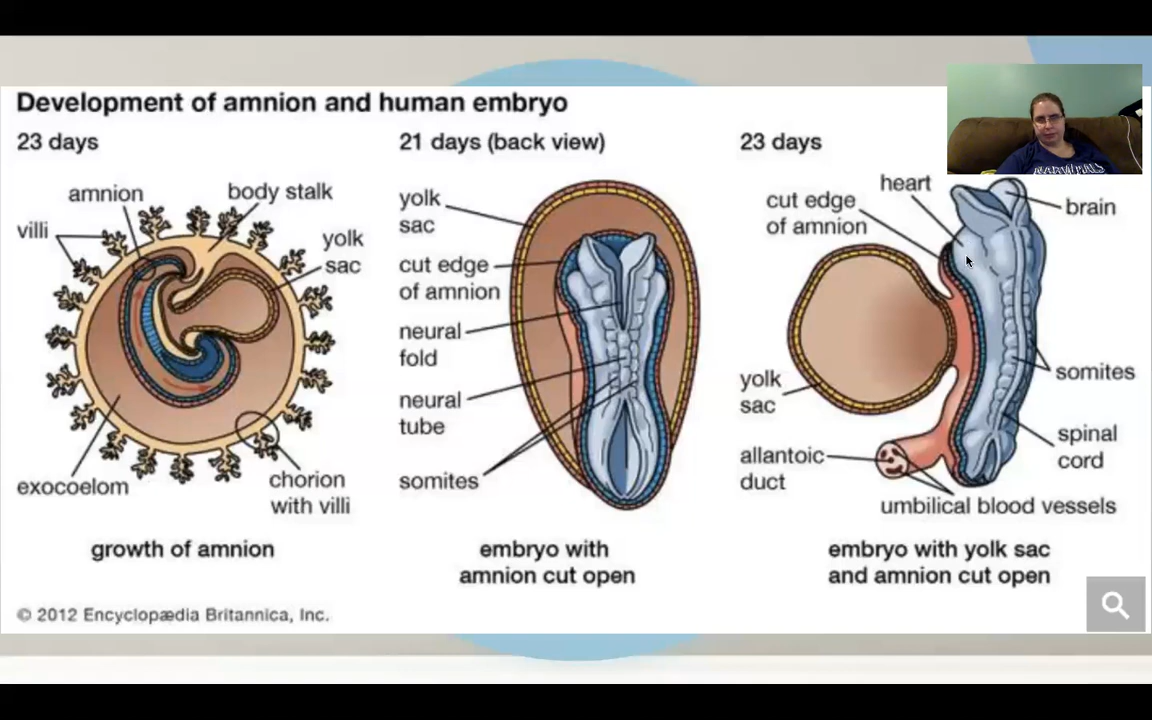 Development of amnion and human embryo
23 days
amnion
body stalk
villi
yolk
sac
exocoelom
chorion
with villi
growth of amnion
21 days (back view)
yolk
sac
cut edge
of amnion
neural
fold
neural
tube
somites
embryo with
amnion cut open
23 days
heart
cut edge
of amnion
brain
yolk
sac
somites
allantoic
duct
spinal
cord
umbilical blood vessels
embryo with yolk sac
and amnion cut open
© 2012 Encyclopædia Britannica, Inc.